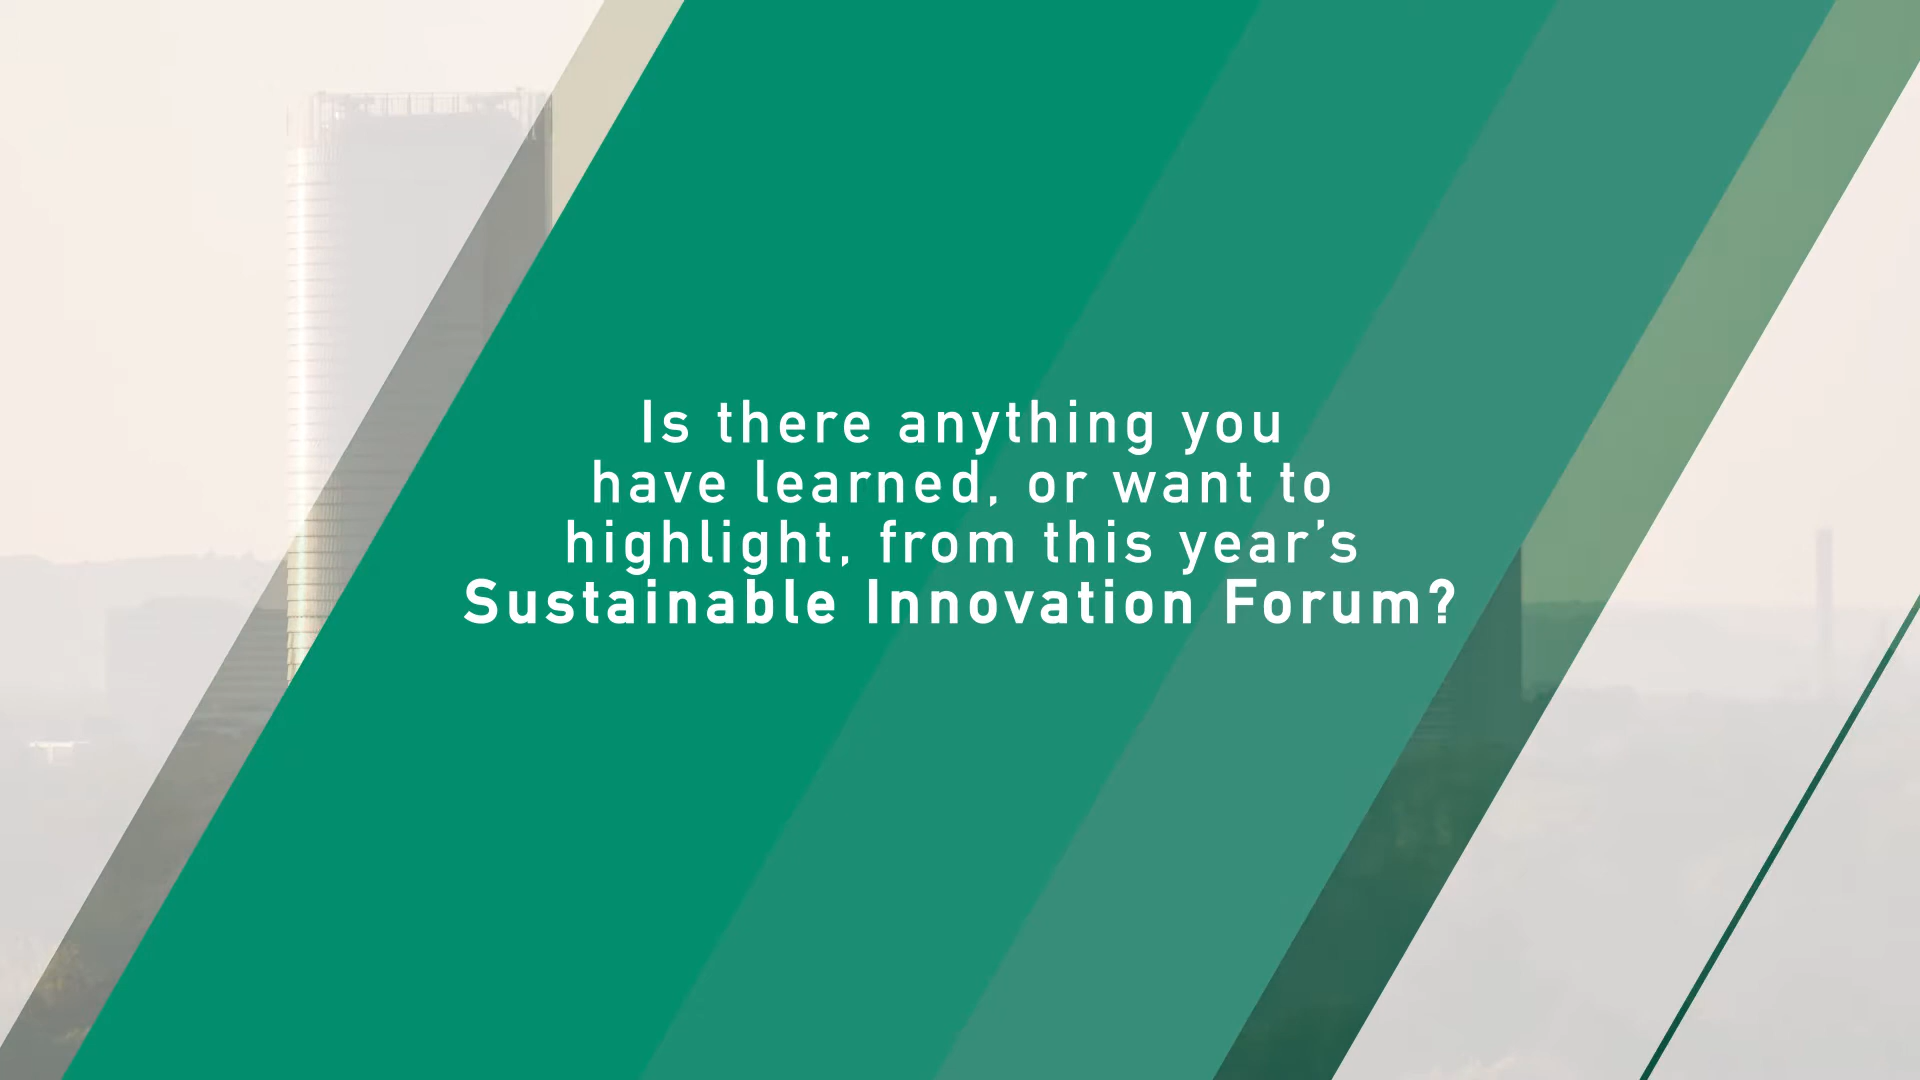 Is there anything you
have learned, or want to
highlight, from this year's
Sustainable Innovation Forum?